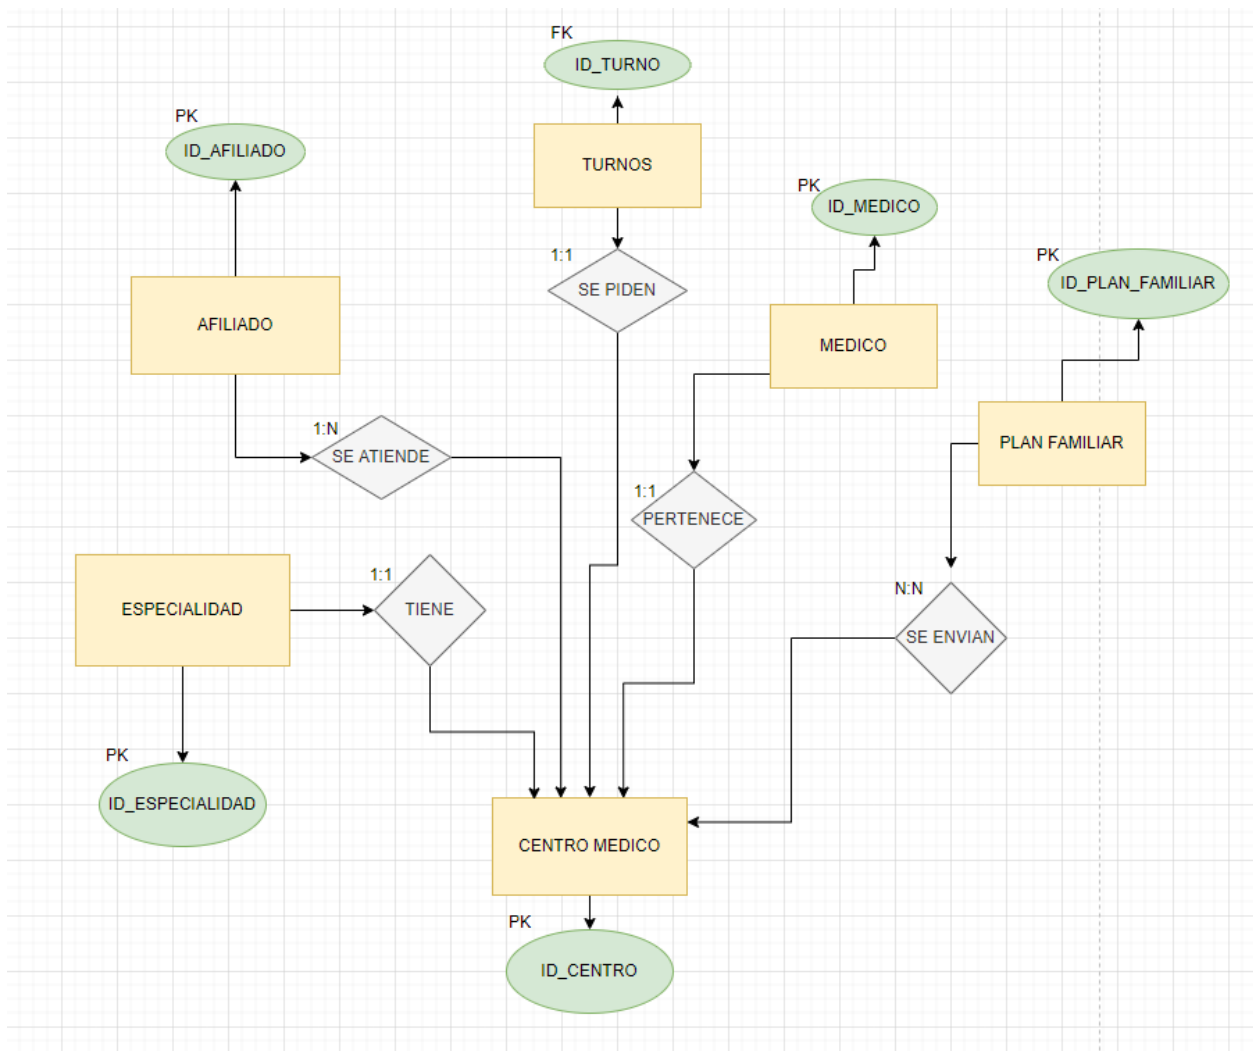 FK
ID_TURNO
PK
ID_AFILIADO
TURNOS
PK
ID_MEDICO
1:1
SE PIDEN
PK
ID_PLAN_FAMILIAR
AFILIADO
MEDICO
1:N
SE ATIENDE
PLAN FAMILIAR
1:1
PERTENECE
1:1
ESPECIALIDAD
TIENE
N:N
SE ENVIAN
PK
ID_ESPECIALIDAD
CENTRO MEDICO
PK
ID_CENTRO